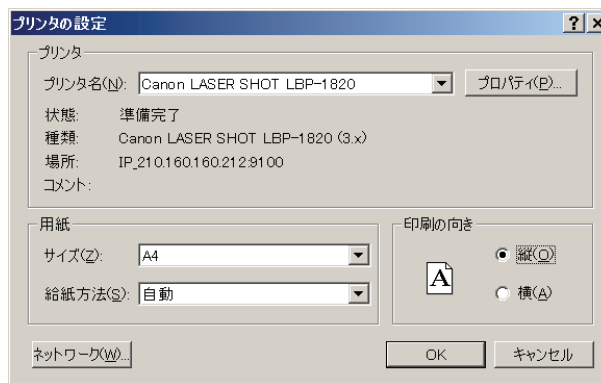 プリンタの設定
プリンタ
プリンタ名(N): Canon LASER SHOT LBP-1820 プロパティ(P)...
状態: 準備完了
種類: Canon LASER SHOT LBP-1820 (3.x)
場所: IP_210.160.160.212:9100
コメント:
用紙
サイズ(Z): A4
給紙方法(S): 自動
印刷の向き
A
縦(O)
横(A)
ネットワーク(W)... OK キャンセル